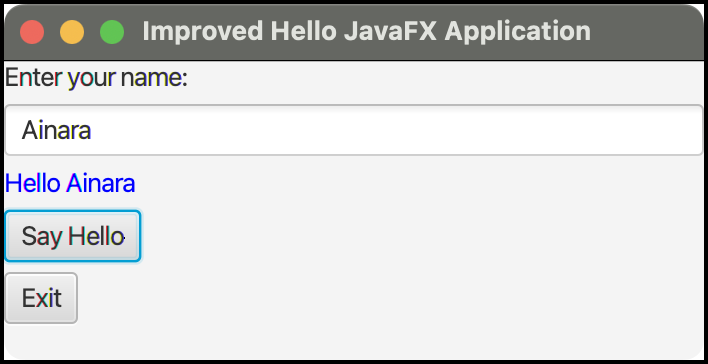 Improved Hello JavaFX Application
Enter your name:
Ainara
Hello Ainara
Say Hello
Exit